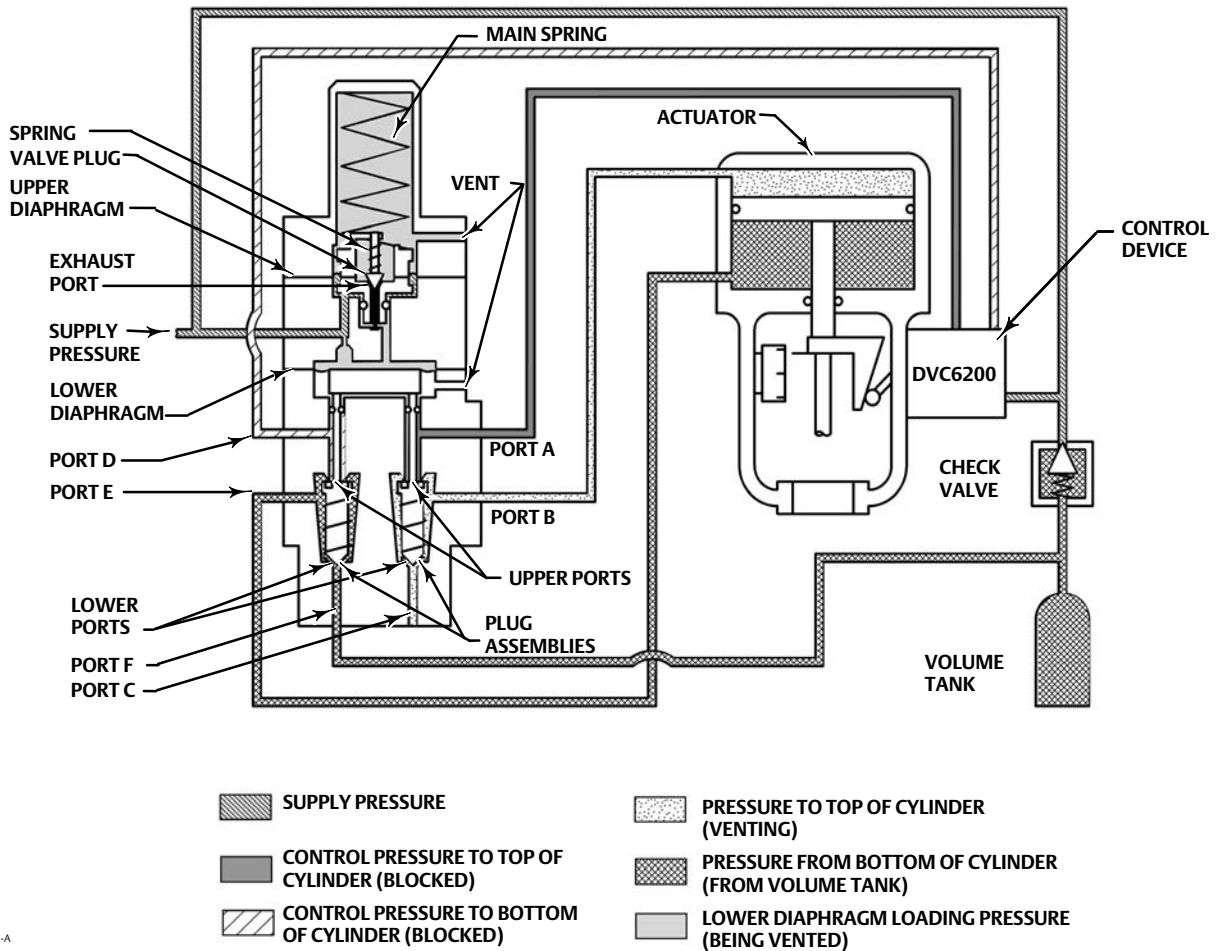 MAIN SPRING
SPRING
VALVE PLUG
UPPER
DIAPHRAGM
EXHAUST
PORT
SUPPLY
PRESSURE
LOWER
DIAPHRAGM
PORT D
PORT E
LOWER
PORTS
PORT F
PORT C
VENT
PORT A
PORT B
UPPER PORTS
PLUG
ASSEMBLIES
ACTUATOR
CONTROL
DEVICE
DVC6200
CHECK
VALVE
VOLUME
TANK
SUPPLY PRESSURE
CONTROL PRESSURE TO TOP OF
CYLINDER (BLOCKED)
CONTROL PRESSURE TO BOTTOM
OF CYLINDER (BLOCKED)
PRESSURE TO TOP OF CYLINDER
(VENTING)
PRESSURE FROM BOTTOM OF CYLINDER
(FROM VOLUME TANK)
LOWER DIAPHRAGM LOADING PRESSURE
(BEING VENTED)
-A